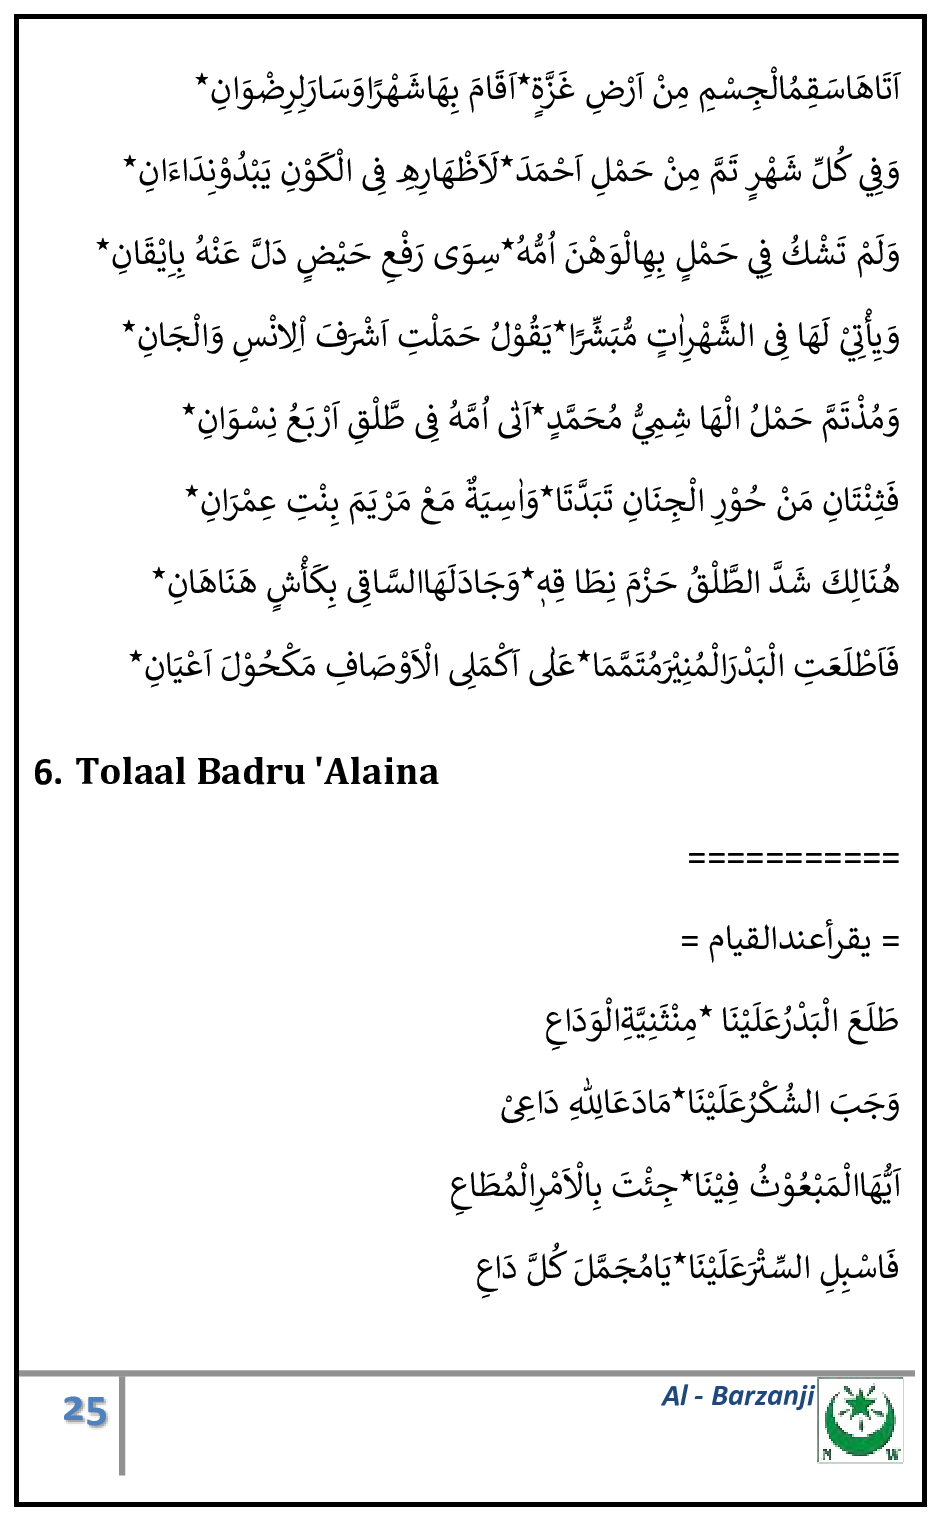 اَتَاهَاسَقِمُالْجِسْمِ مِنْ اَرْضِ غَزَّةٍ*اَقَامَ بِهَاشَهْرًاوَسَارَلِرِضْوَانِ*
وَفِي كُلِّ شَهْرٍ تَمَّ مِنْ حَمْلِ اَحْمَدَ*لَاَظْهَارِهِ فِى الْكَوْنِ يَبْدُوْنِدَاءَانِ*
وَلَمْ تَشْكُ فِي حَمْلٍ بِهِالْوَهْنَ اُمُّهُ*سِوَى رَفْعِ حَيْضٍ دَلَّ عَنْهُ بِاِيْقَانِ*
وَيِأْتِيْ لَهَا فِى الشَّهْرِاٰتٍ مُّبَشِّرًا*يَقُوْلُ حَمَلْتِ اَشْرَفَ اْلِانْسِ وَالْجَانِ*
وَمُذْتَمَّ حَمْلُ الْهَا شِمِيُّ مُحَمَّدٍ*اَتٰى اُمَّهُ فِى طَّلْقِ اَرْبَعُ نِسْوَانِ*
فَثِنْتَانِ مَنْ حُوْرِ الْجِنَانِ تَبَدَّتَا*وَاٰسِيَةٌ مَعْ مَرْيَمَ بِنْتِ عِمْرَانِ*
هُنَالِكَ شَدَّ الطَّلْقُ حَزْمَ نِطَا قِهٖ*وَجَادَلَهَاالسَّاقِى بِكَأْشٍ هَنَاهَانِ*
فَاَطْلَعَتِ الْبَدْرَالْمُنِيْرَمُتَمَّمَا*عَلٰى اَكْمَلِى الْاَوْصَافِ مَكْحُوْلَ اَعْيَانِ*
6. Tolaal Badru 'Alaina
===========
= يقرأعندالقيام =
طَلَعَ الْبَدْرُعَلَيْنَا *مِنْثَنِيَّةِالْوَدَاعِ
وَجَبَ الشُكْرُعَلَيْنَا*مَادَعَالِلّٰهِ دَاعِىْ
اَيُّهَاالْمَبْعُوْثُ فِيْنَا*جِئْتَ بِالْاَمْرِالْمُطَاعِ
فَاسْبِلِ السِّتْرَعَلَيْنَا*يَامُجَمَّلَ كُلَّ دَاعِ
25
Al - Barzanji
N W